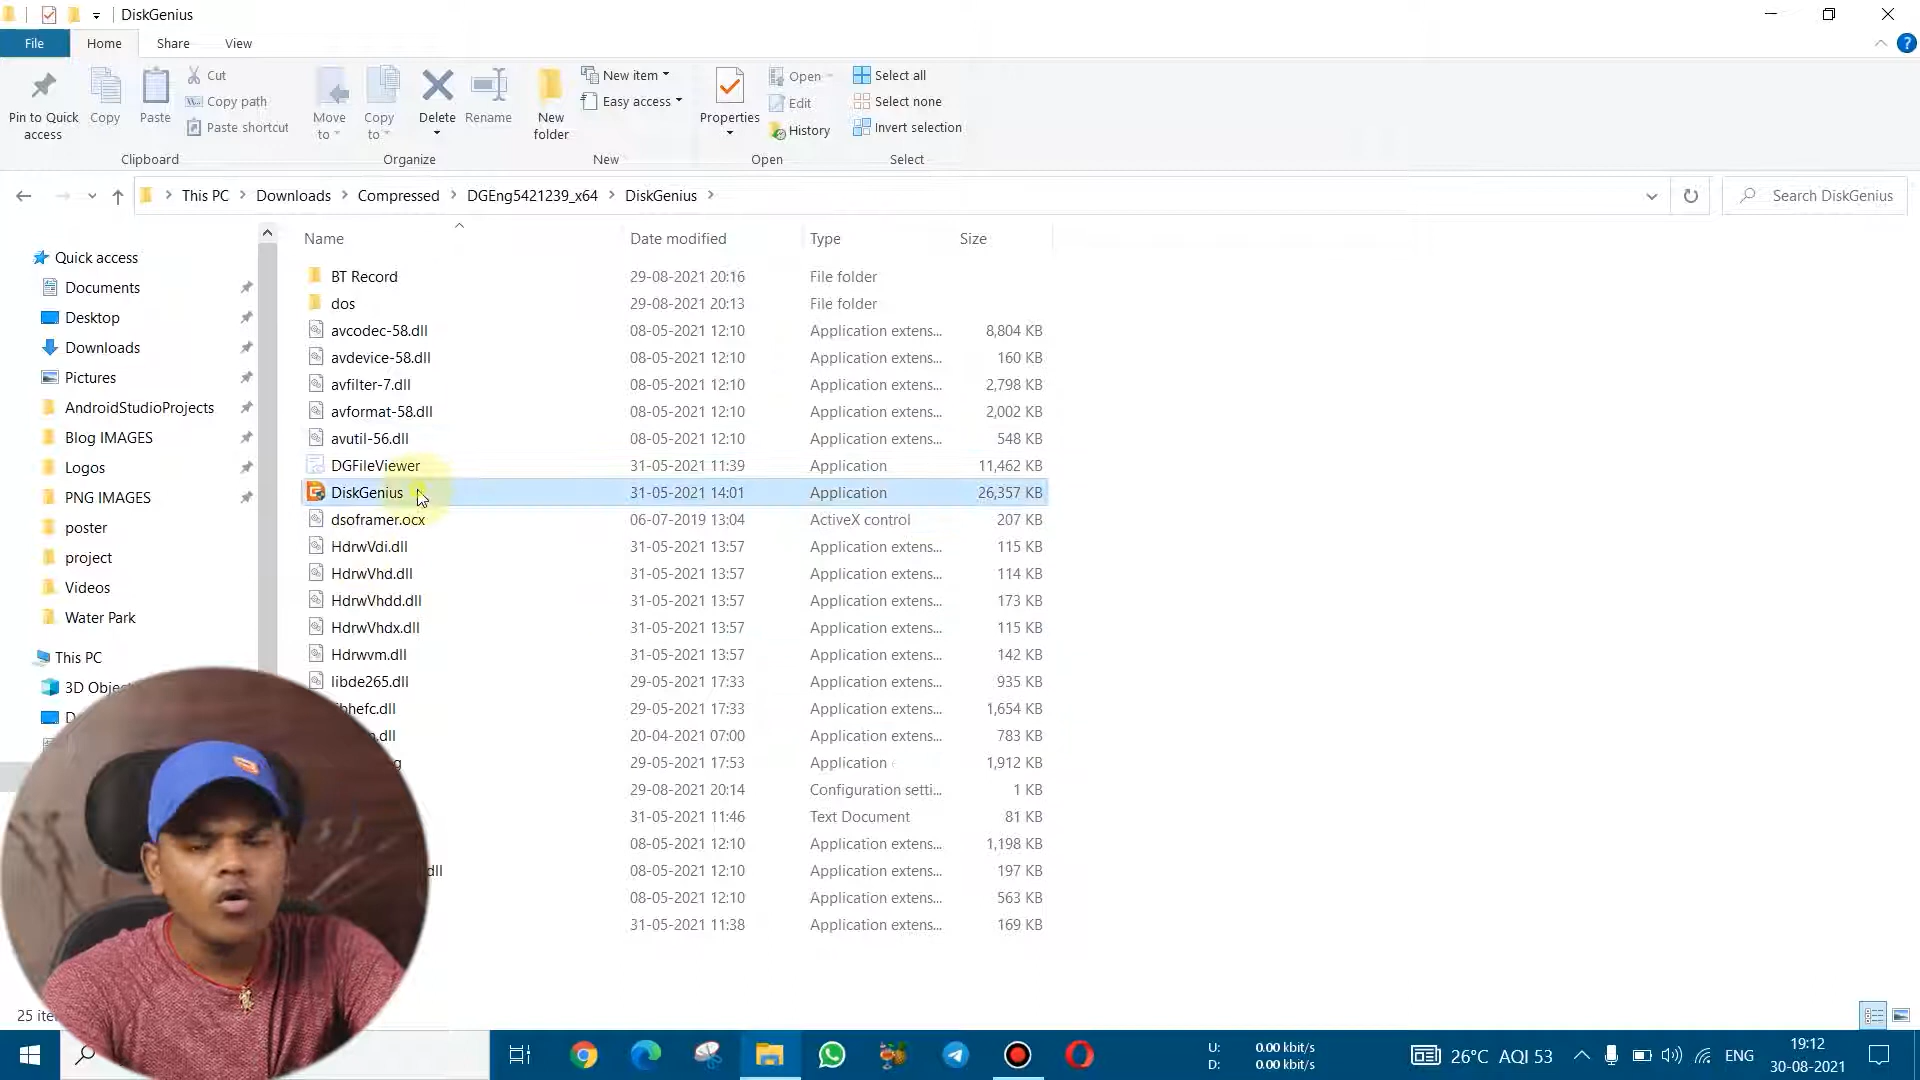 DiskGenius
File Home Share View
Pin to Quick access
Copy
Paste
Cut
Copy path
Paste shortcut
Clipboard
Move to
Copy to
Delete
Rename
Organize
New folder
New item
Easy access
New
Properties
Open
Edit
History
Open
Select all
Select none
Invert selection
Select
This PC Downloads Compressed DGEng5421239_x64 DiskGenius
Search DiskGenius
Quick access
Documents
Desktop
Downloads
Pictures
AndroidStudioProjects
Blog IMAGES
Logos
PNG IMAGES
poster
project
Videos
Water Park
This PC
3D Objec
D
Name Date modified Type Size
BT Record 29-08-2021 20:16 File folder
dos 29-08-2021 20:13 File folder
avcodec-58.dll 08-05-2021 12:10 Application extens... 8,804 KB
avdevice-58.dll 08-05-2021 12:10 Application extens... 160 KB
avfilter-7.dll 08-05-2021 12:10 Application extens... 2,798 KB
avformat-58.dll 08-05-2021 12:10 Application extens... 2,002 KB
avutil-56.dll 08-05-2021 12:10 Application extens... 548 KB
DGFileViewer 31-05-2021 11:39 Application 11,462 KB
DiskGenius 31-05-2021 14:01 Application 26,357 KB
dsoframer.ocx 06-07-2019 13:04 ActiveX control 207 KB
HdrwVdi.dll 31-05-2021 13:57 Application extens... 115 KB
HdrwVhd.dll 31-05-2021 13:57 Application extens... 114 KB
HdrwVhdd.dll 31-05-2021 13:57 Application extens... 173 KB
HdrwVhdx.dll 31-05-2021 13:57 Application extens... 115 KB
Hdrwvm.dll 31-05-2021 13:57 Application extens... 142 KB
libde265.dll 29-05-2021 17:33 Application extens... 935 KB
bhefc.dll 29-05-2021 17:33 Application extens... 1,654 KB
.dll 20-04-2021 07:00 Application extens... 783 KB
g 29-05-2021 17:53 Application 1,912 KB
29-08-2021 20:14 Configuration setti... 1 KB
31-05-2021 11:46 Text Document 81 KB
08-05-2021 12:10 Application extens... 1,198 KB
dll 08-05-2021 12:10 Application extens... 197 KB
08-05-2021 12:10 Application extens... 563 KB
31-05-2021 11:38 Application extens... 169 KB
25 ite
U: 0.00 kbit/s
D: 0.00 kbit/s
26°C AQI 53
ENG
19:12
30-08-2021